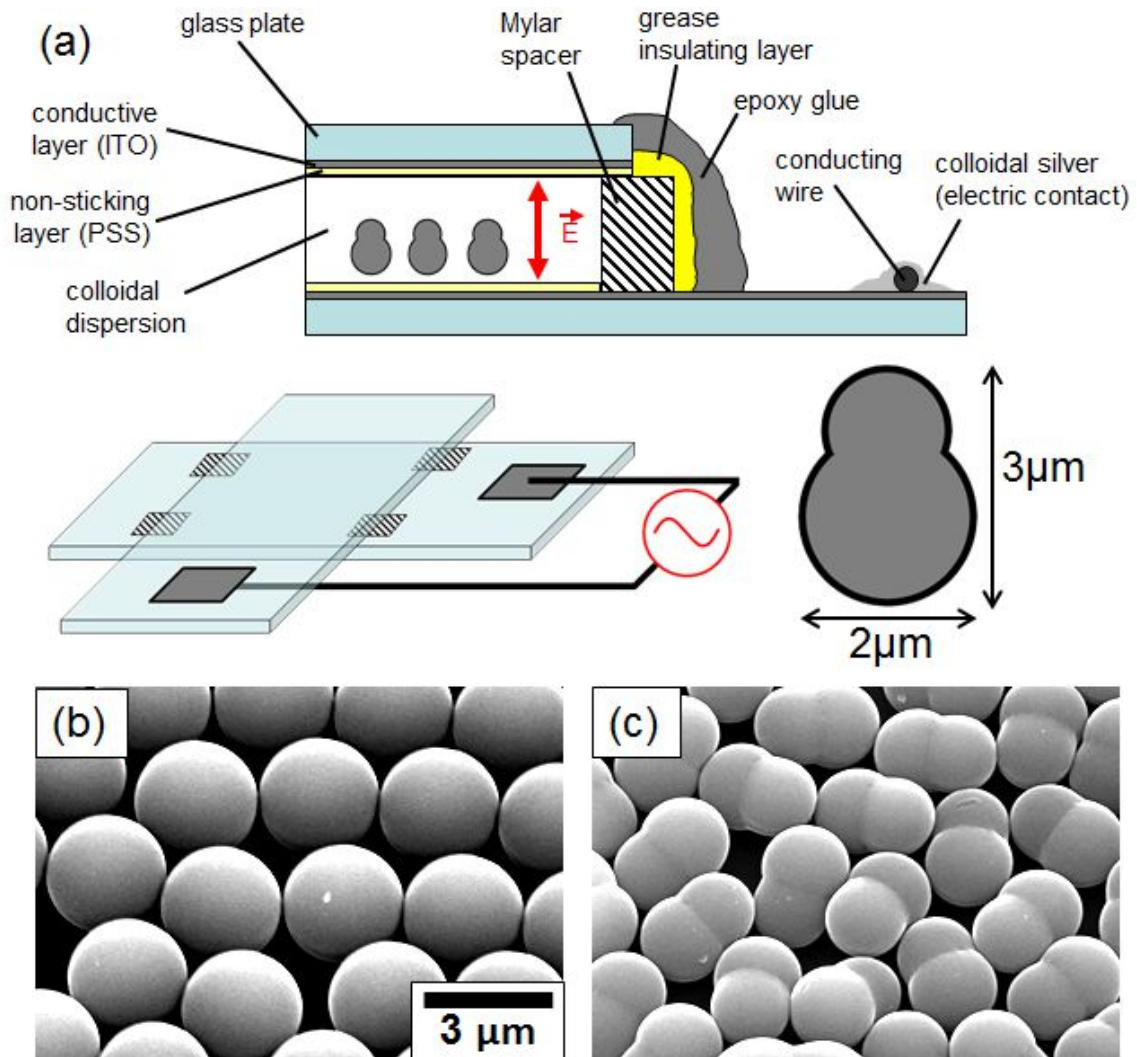 (a)
glass plate
conductive
layer (ITO)
non-sticking
layer (PSS)
colloidal
dispersion
Mylar
spacer
grease
insulating layer
epoxy glue
conducting
wire
colloidal silver
(electric contact)
E
3µm
2µm
(b)
3 µm
(c)